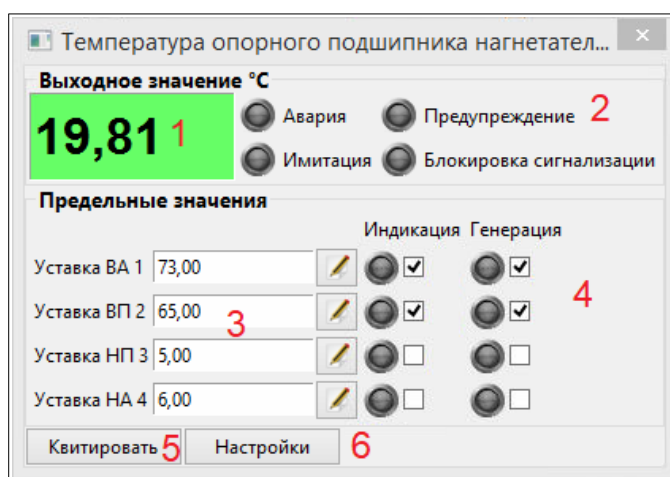 Температура опорного подшипника нагнетател...
Выходное значение °C
19,81 1
Авария Предупреждение 2
Имитация Блокировка сигнализации
Предельные значения
Индикация Генерация
Уставка ВА 1 73,00
4
Уставка ВП 2 65,00
3
Уставка НП 3 5,00
Уставка НА 4 6,00
Квитировать 5 Настройки 6